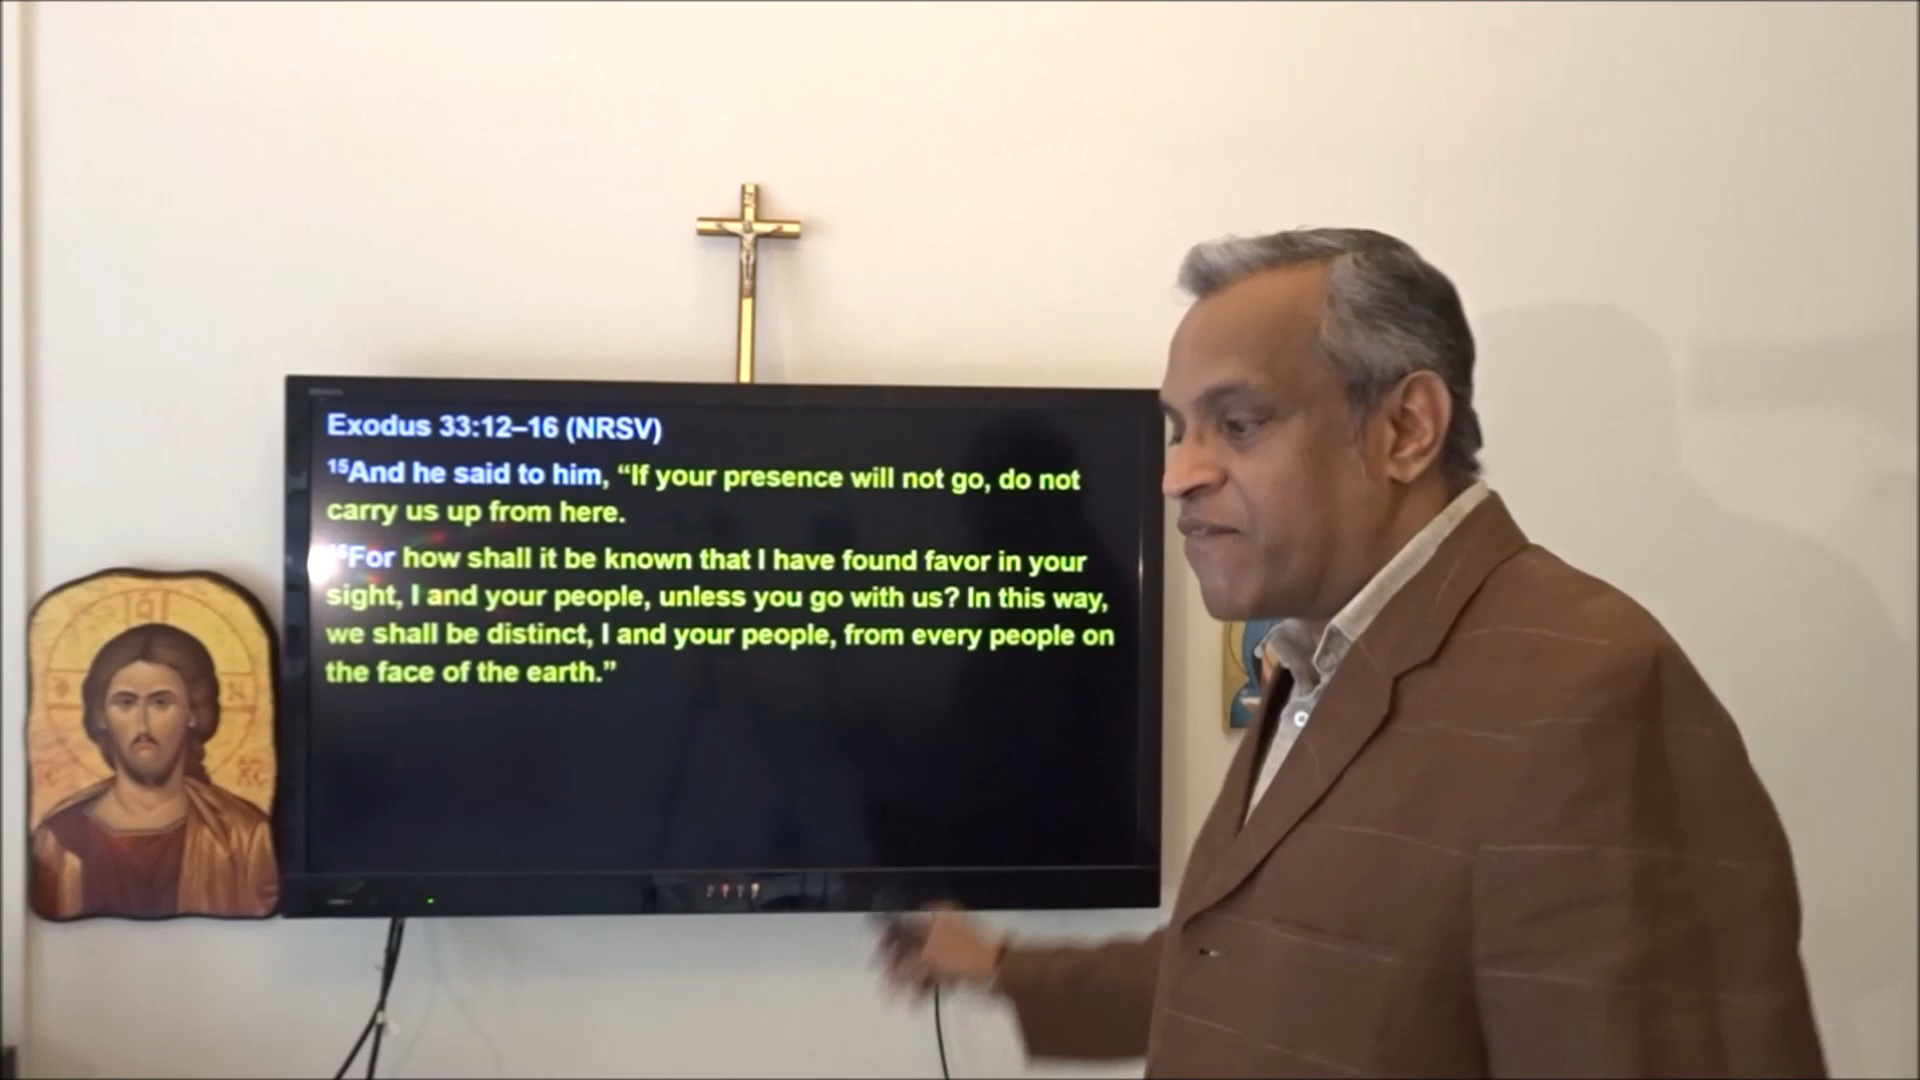 Exodus 33:12–16 (NRSV)
15And he said to him, “If your presence will not go, do not
carry us up from here.
16For how shall it be known that I have found favor in your
sight, I and your people, unless you go with us? In this way,
we shall be distinct, I and your people, from every people on
the face of the earth.”